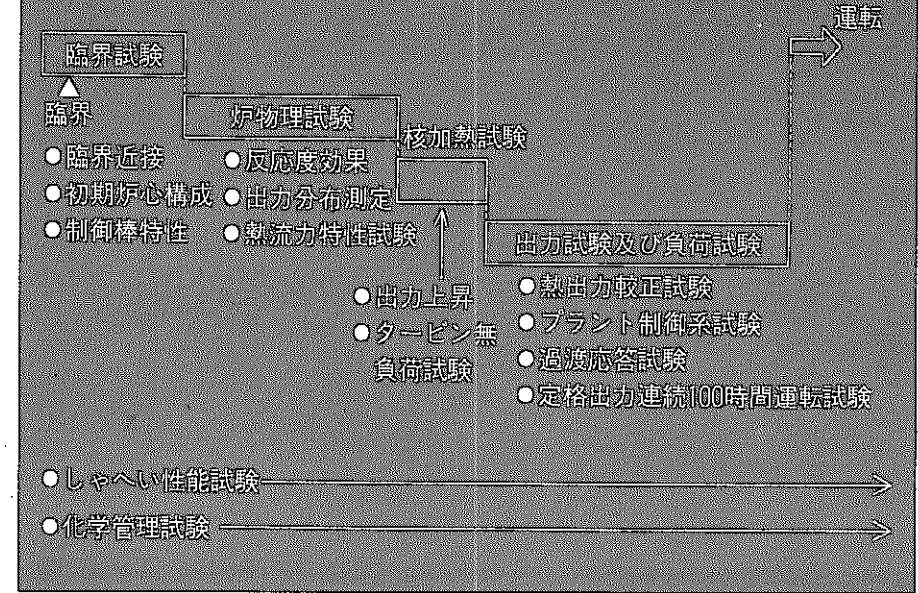 運転
臨界試験
臨界
炉物理試験
核加熱試験
●臨界近接
●初期炉心構成
●制御棒特性
●反応度効果
●出力分布測定
●熱流力特性試験
出力試験及び負荷試験
●出力上昇
●タービン無
負荷試験
●熱出力較正試験
●プラント制御系試験
●過渡応答試験
●定格出力連続100時間運転試験
●しゃへい性能試験
●化学管理試験